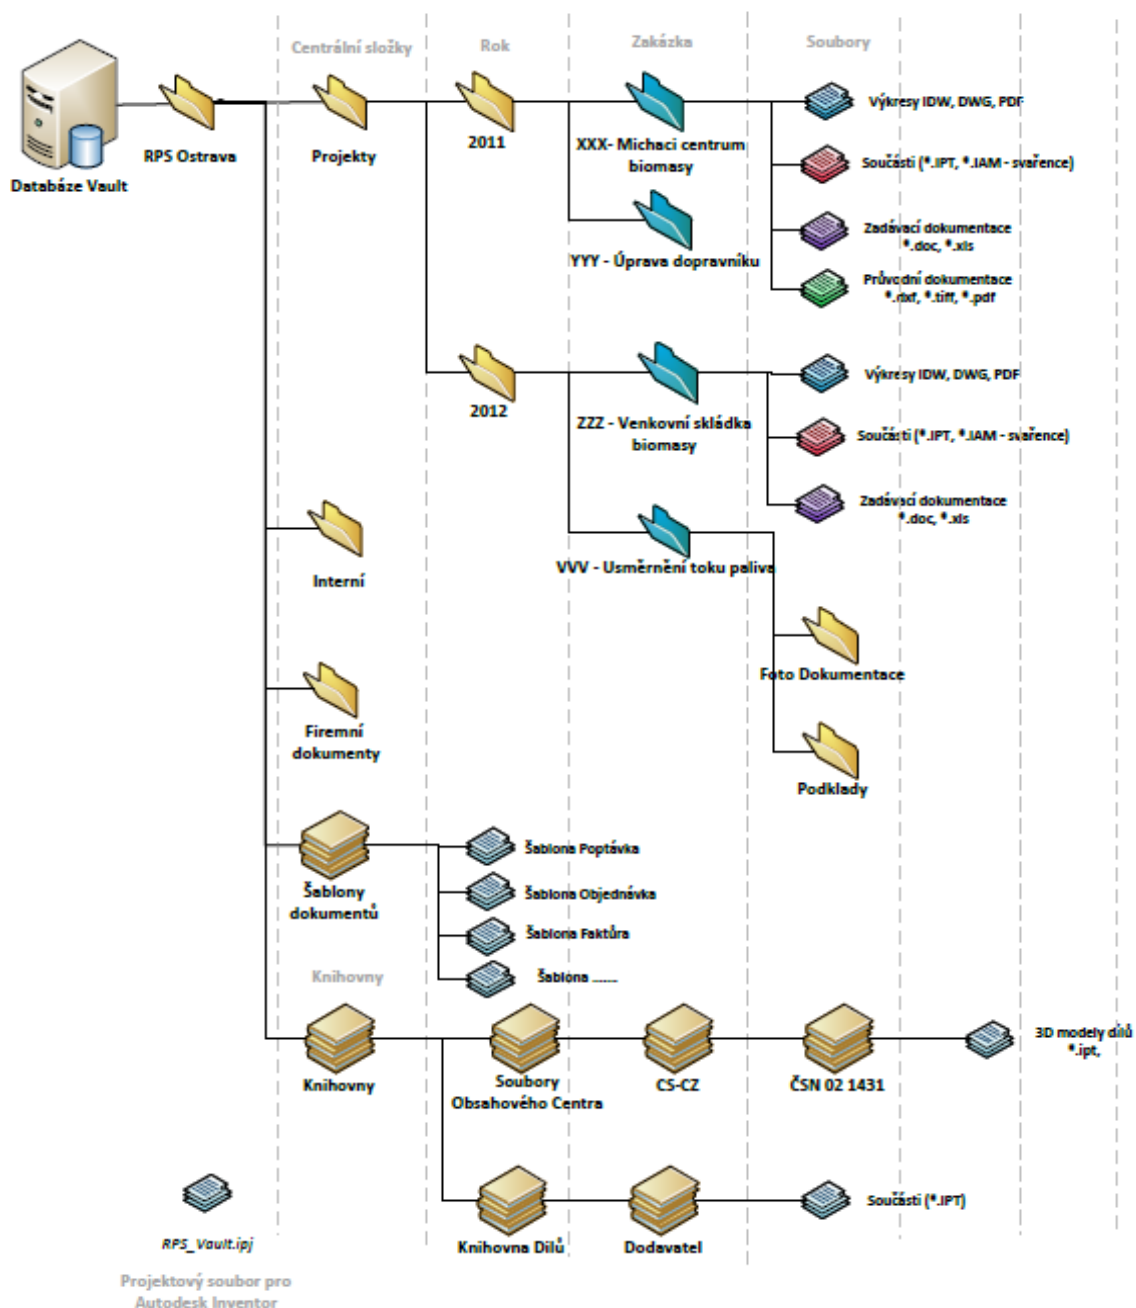 Centrální složky
Rok
Zakázka
Soubory
Databáze Vault
RPS Ostrava
Projekty
2011
XXX- Michaci centrum
biomasy
Výkresy IDW, DWG, PDF
Součásti (*.IPT, *.IAM - svařence)
Zadávací dokumentace
*.doc, *.xls
Průvodní dokumentace
*.dxf, *.tiff, *.pdf
YYY - Úprava dopravníku
2012
ZZZ - Venkovní skládka
biomasy
Výkresy IDW, DWG, PDF
Součásti (*.IPT, *.IAM - svařence)
Zadávací dokumentace
*.doc, *.xls
VVV - Usměrnění toku paliva
Foto Dokumentace
Podklady
Interní
Firemní
dokumenty
Šablony
dokumentů
Šablona Poptávka
Šablona Objednávka
Šablona Faktůra
Šablona .......
Knihovny
Knihovny
Soubory
Obsahového Centra
CS-CZ
ČSN 02 1431
3D modely dílů
*.ipt,
Knihovna Dílů
Dodavatel
Součásti (*.IPT)
RPS_Vault.ipj
Projektový soubor pro
Autodesk Inventor